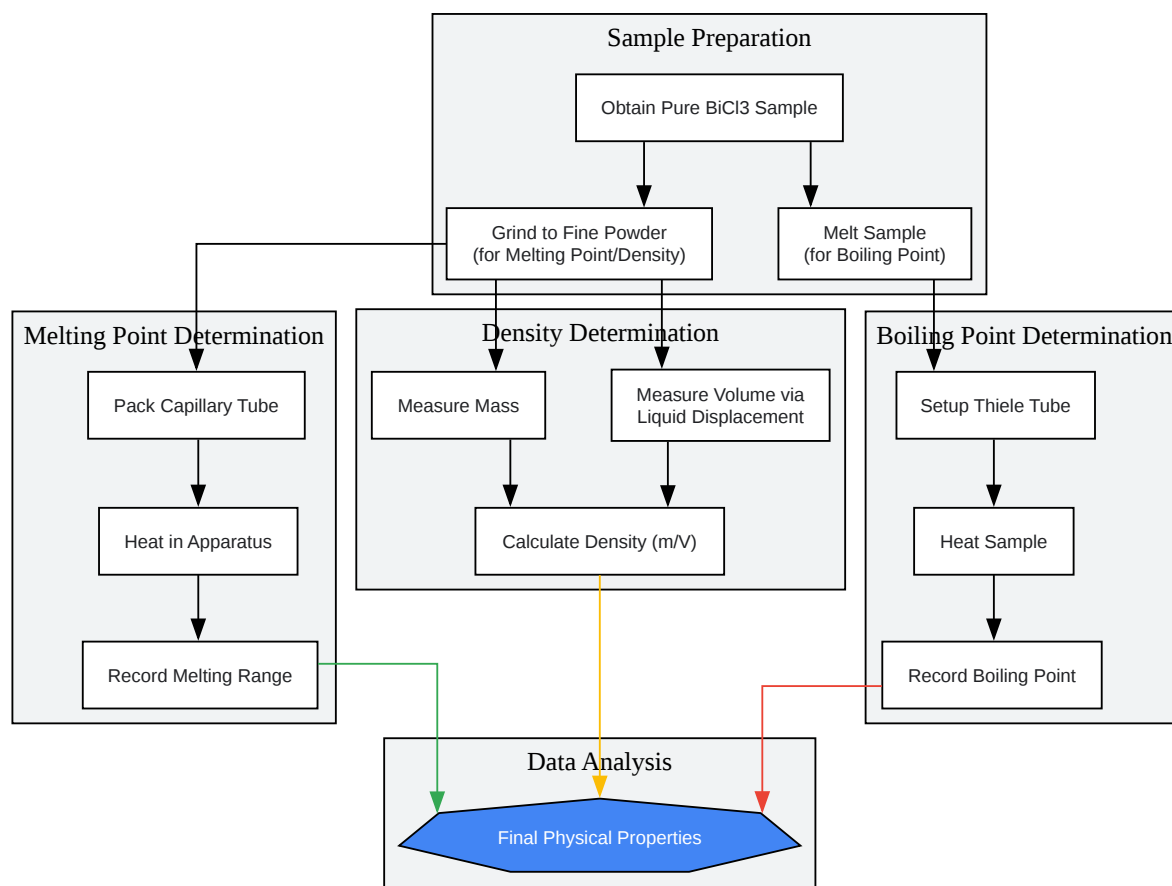 Sample Preparation
Obtain Pure BiCl3 Sample
Grind to Fine Powder
(for Melting Point/Density)
Melt Sample
(for Boiling Point)
Melting Point Determination
Pack Capillary Tube
Heat in Apparatus
Record Melting Range
Density Determination
Measure Mass
Measure Volume via
Liquid Displacement
Calculate Density (m/V)
Boiling Point Determination
Setup Thiele Tube
Heat Sample
Record Boiling Point
Data Analysis
Final Physical Properties